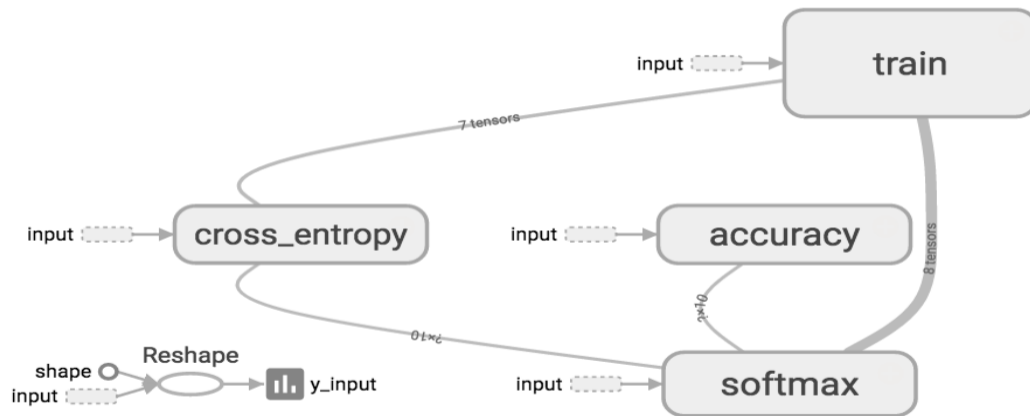 train
input
7 tensors
cross_entropy
input
accuracy
input
8 tensors
?×10
?×10
Reshape
shape
input
y_input
softmax
input